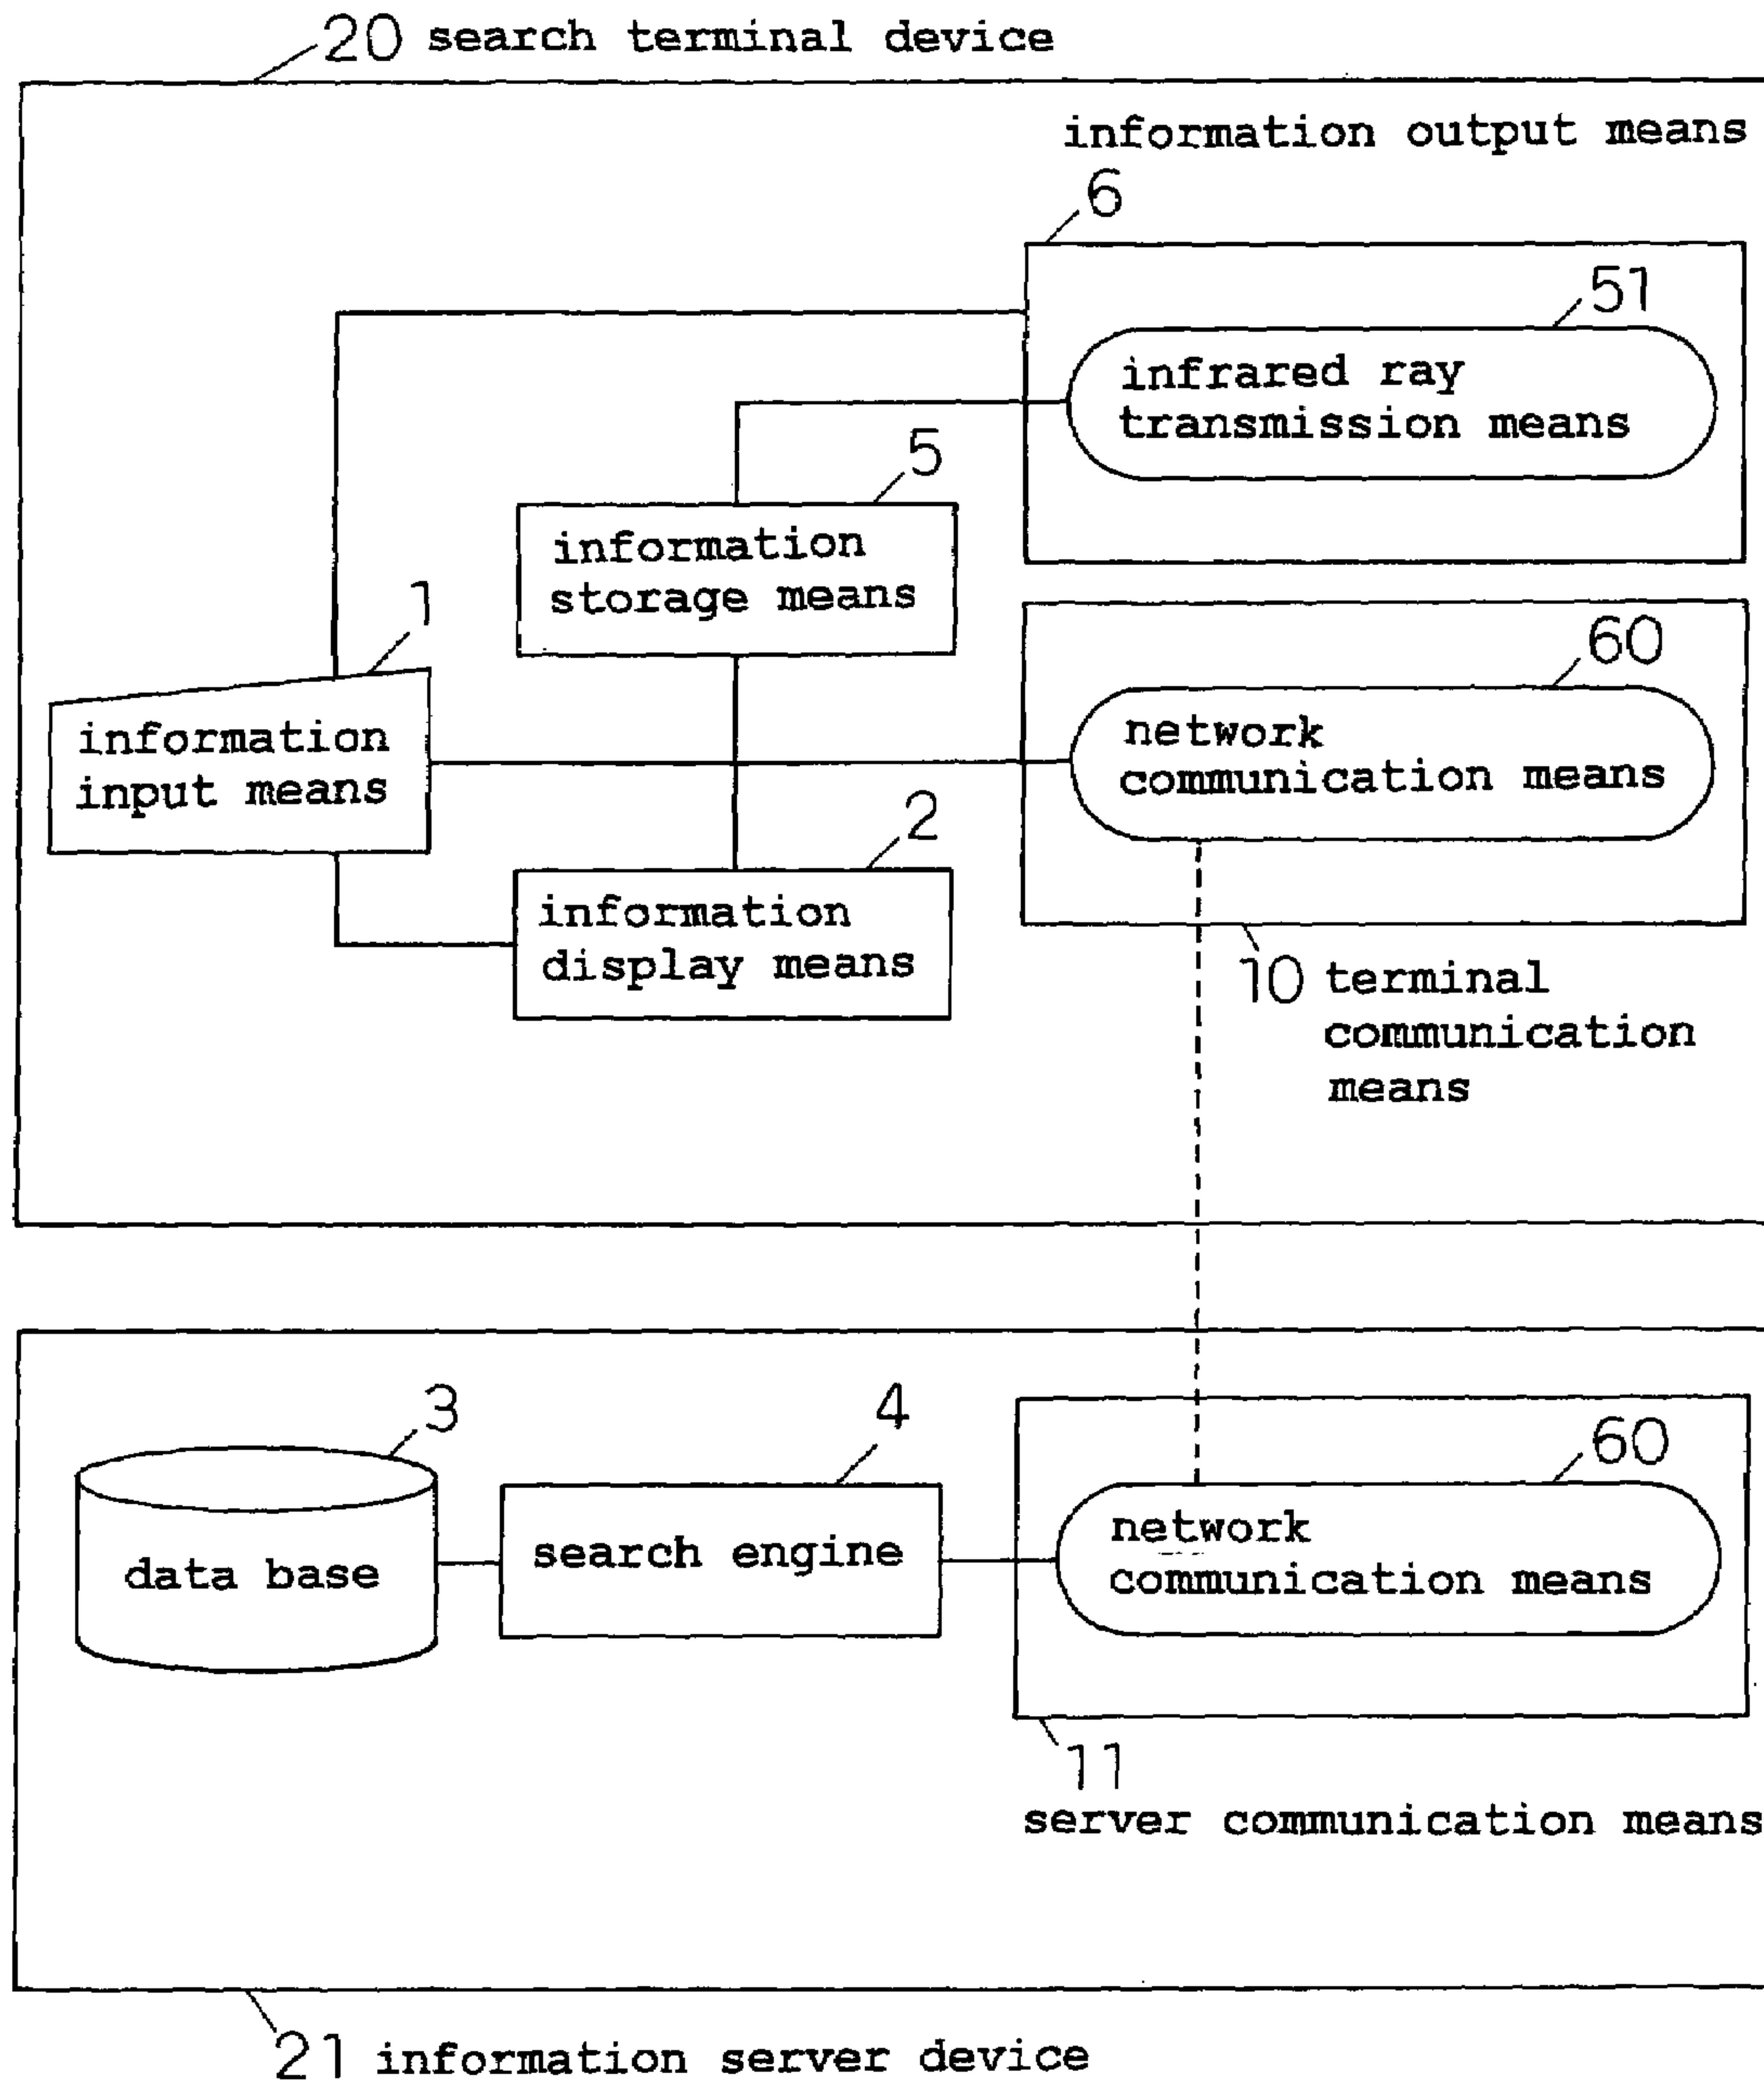 20 search terminal device
information output means
6
51
infrared ray
transmission means
5
information
storage means
1
60
information
input means
network
communication means
2
information
display means
10 terminal
communication
means
3
4
60
data base
search engine
network
communication means
11
server communication means
21 information server device